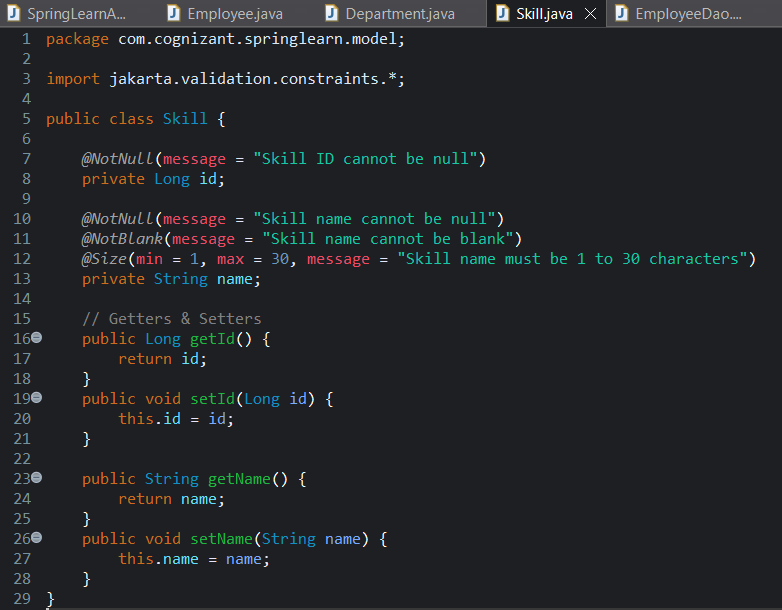 SpringLearnA... Employee.java Department.java Skill.java EmployeeDao....
1 package com.cognizant.springlearn.model;
2
3 import jakarta.validation.constraints.*;
4
5 public class Skill {
6
7     @NotNull(message = "Skill ID cannot be null")
8     private Long id;
9
10     @NotNull(message = "Skill name cannot be null")
11     @NotBlank(message = "Skill name cannot be blank")
12     @Size(min = 1, max = 30, message = "Skill name must be 1 to 30 characters")
13     private String name;
14
15     // Getters & Setters
16     public Long getId() {
17         return id;
18     }
19     public void setId(Long id) {
20         this.id = id;
21     }
22
23     public String getName() {
24         return name;
25     }
26     public void setName(String name) {
27         this.name = name;
28     }
29 }